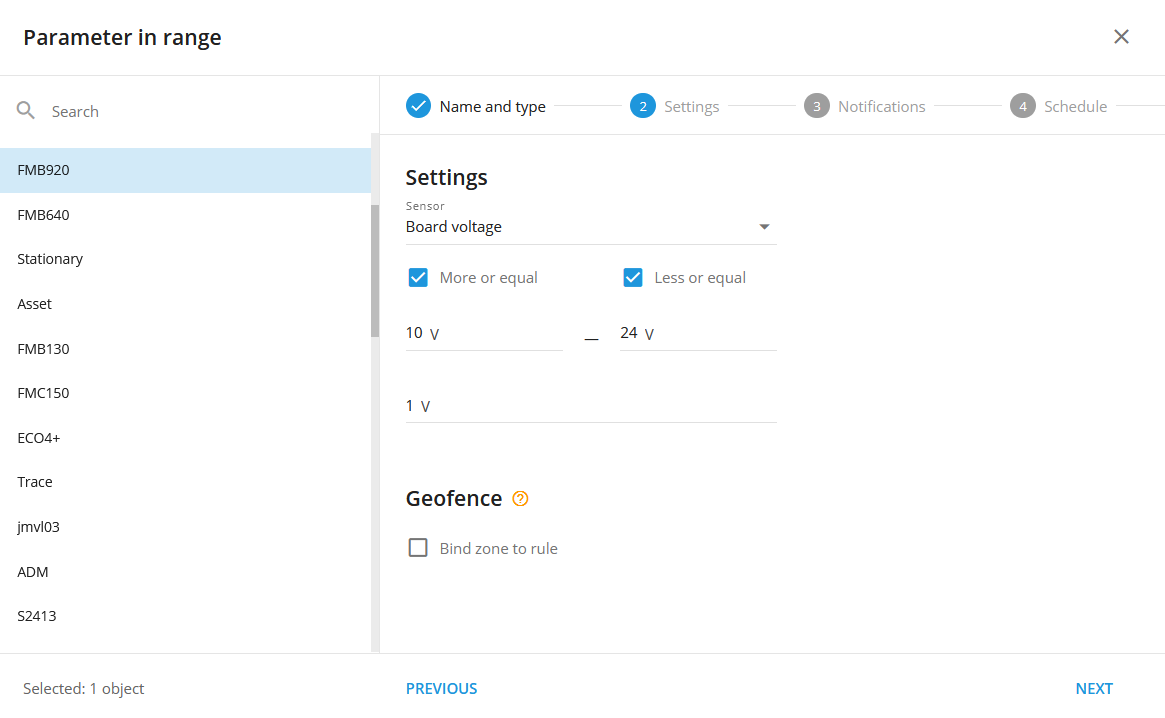 Parameter in range
Search
FMB920
FMB640
Stationary
Asset
FMB130
FMC150
ECO4+
Trace
jmvl03
ADM
S2413
Selected: 1 object
Name and type
2 Settings
3 Notifications
4 Schedule
Settings
Sensor
Board voltage
More or equal
Less or equal
10 V — 24 V
1 V
Geofence ?
Bind zone to rule
PREVIOUS
NEXT